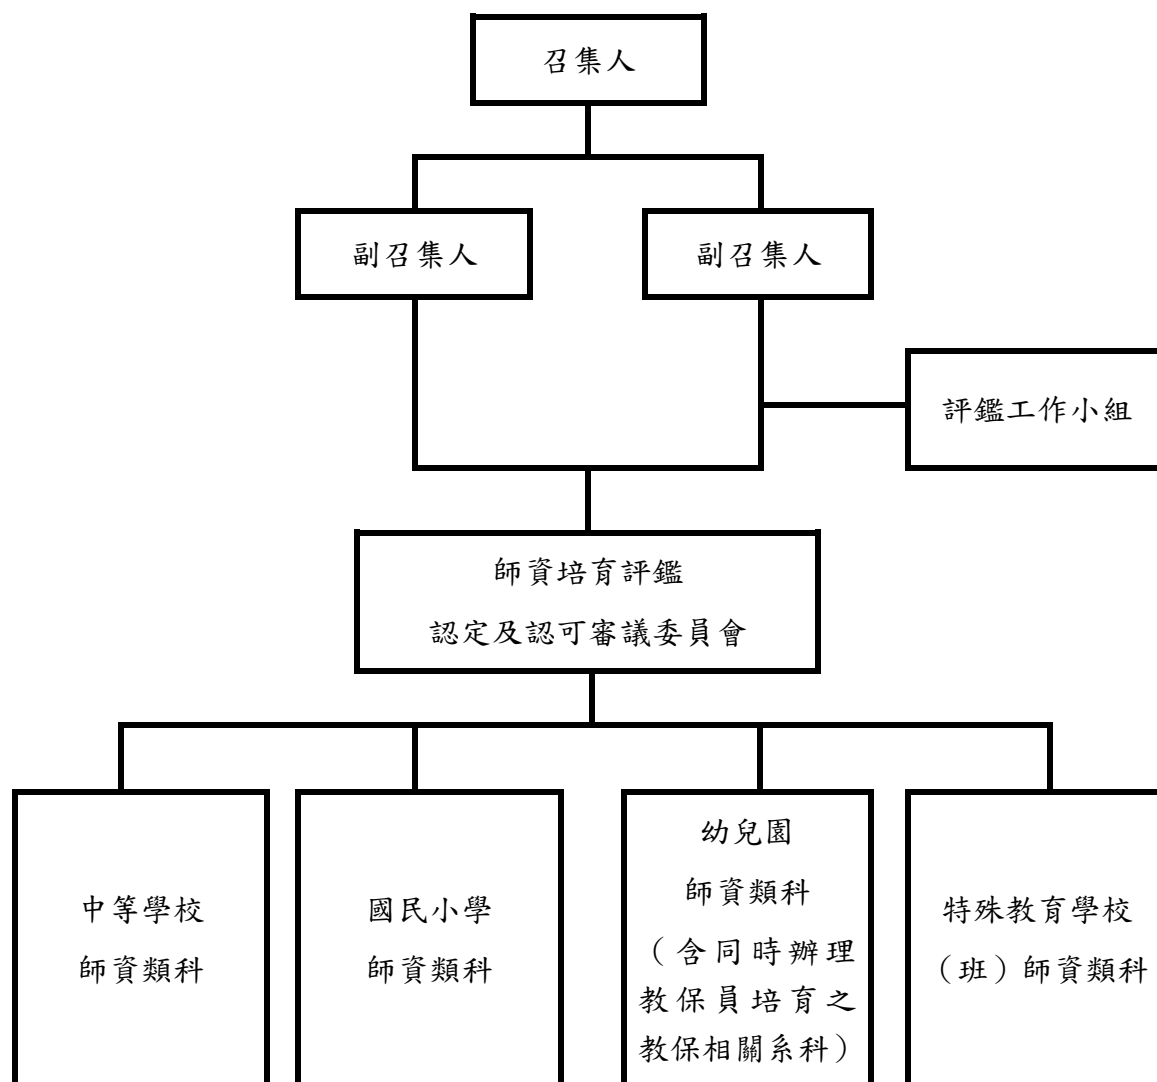 召集人
副召集人
副召集人
評鑑工作小組
師資培育評鑑
認定及認可審議委員會
中等學校
師資類科
國民小學
師資類科
幼兒園
師資類科
（含同時辦理
教保員培育之
教保相關系科）
特殊教育學校
（班）師資類科